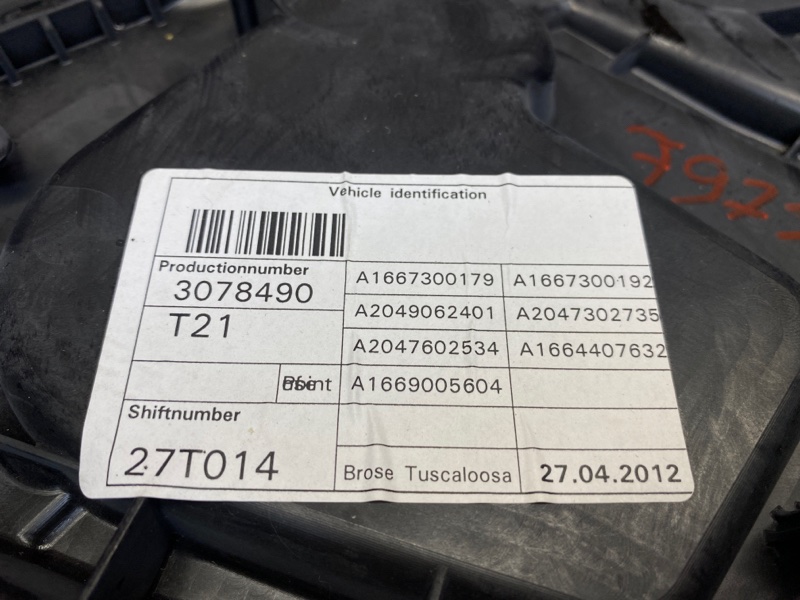 Vehicle identification
Productionnumber
3078490
T21
Shiftnumber
27T014
A1667300179 A1667300192
A2049062401 A2047302735
A2047602534 A1664407632
A1669005604
Brose Tuscaloosa 27.04.2012